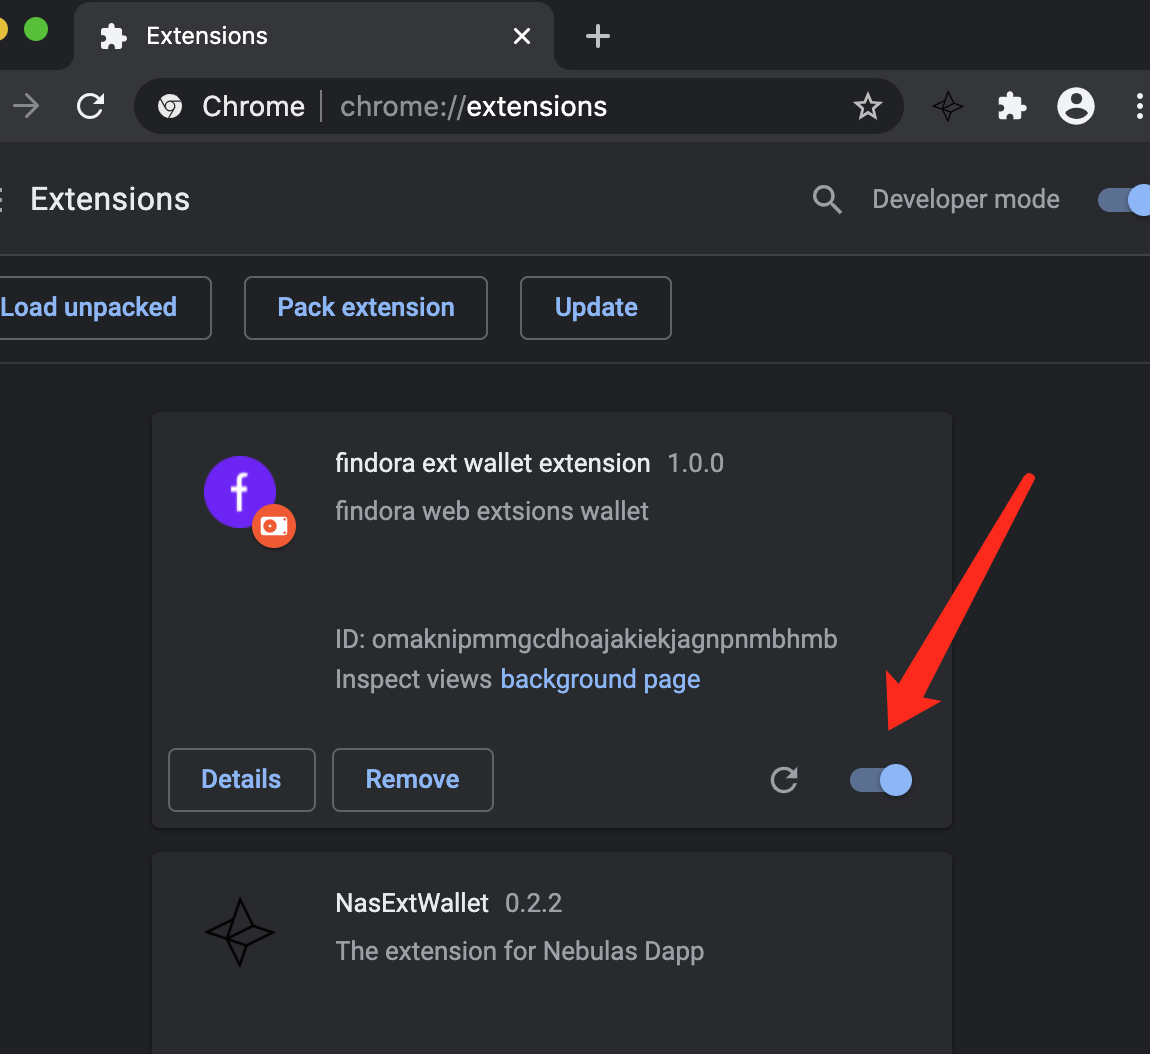 Extensions
Chrome chrome://extensions
Extensions Developer mode
Load unpacked Pack extension Update
f
findora ext wallet extension 1.0.0
findora web extsions wallet
ID: omaknipmmgcdhoajakiekjagnpnmbhmb
Inspect views background page
Details Remove
NasExtWallet 0.2.2
The extension for Nebulas Dapp